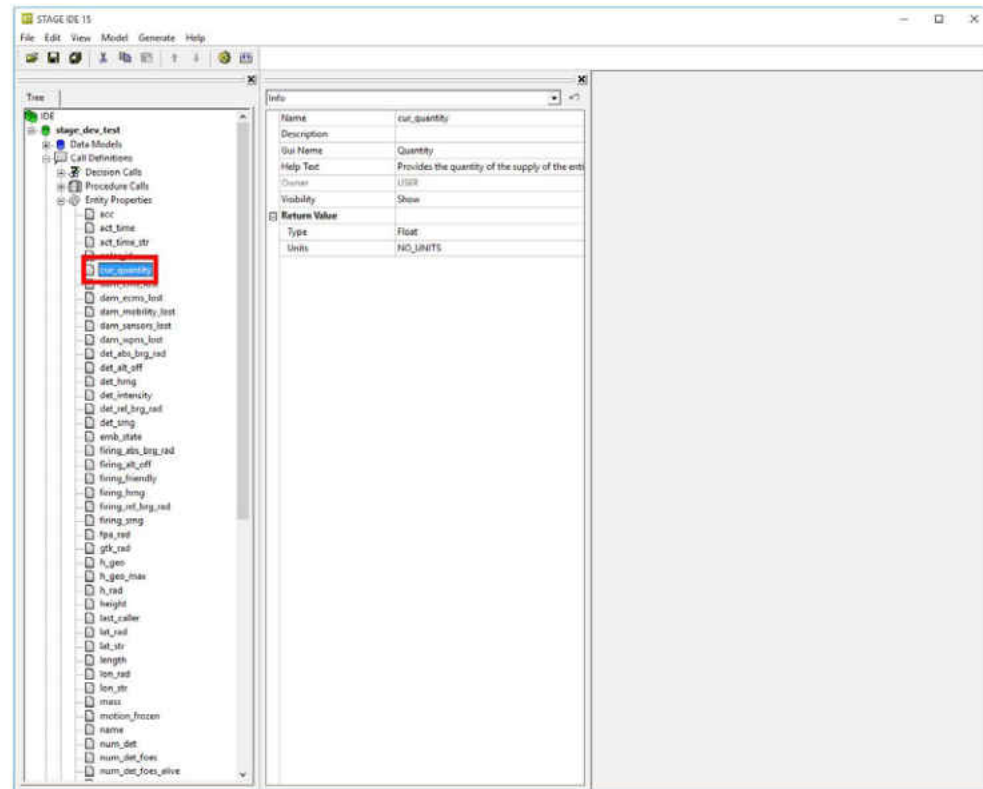 STAGE IDE 15
File Edit View Model Generate Help
Tree
IDE
stage_dev_test
Data Models
Call Definitions
Decision Calls
Procedure Calls
Entity Properties
acc
act_time
act_time_str
cur_quantity
dam_ecms_lost
dam_mobility_lost
dam_sensors_lost
dam_wpns_lost
det_abs_brg_rad
det_alt_off
det_hrng
det_intensity
det_rel_brg_rad
det_srng
emb_state
firing_abs_brg_rad
firing_alt_off
firing_friendly
firing_hrng
firing_rel_brg_rad
firing_srng
fpa_rad
gtk_rad
h_geo
h_geo_max
h_rad
height
last_caller
lat_rad
lat_str
length
lon_rad
lon_str
mass
motion_frozen
name
num_det
num_det_foes
num_det_foes_alive
Info
Name cur_quantity
Description
Gui Name Quantity
Help Text Provides the quantity of the supply of the enti
Owner USER
Visibility Show
Return Value
Type Float
Units NO_UNITS